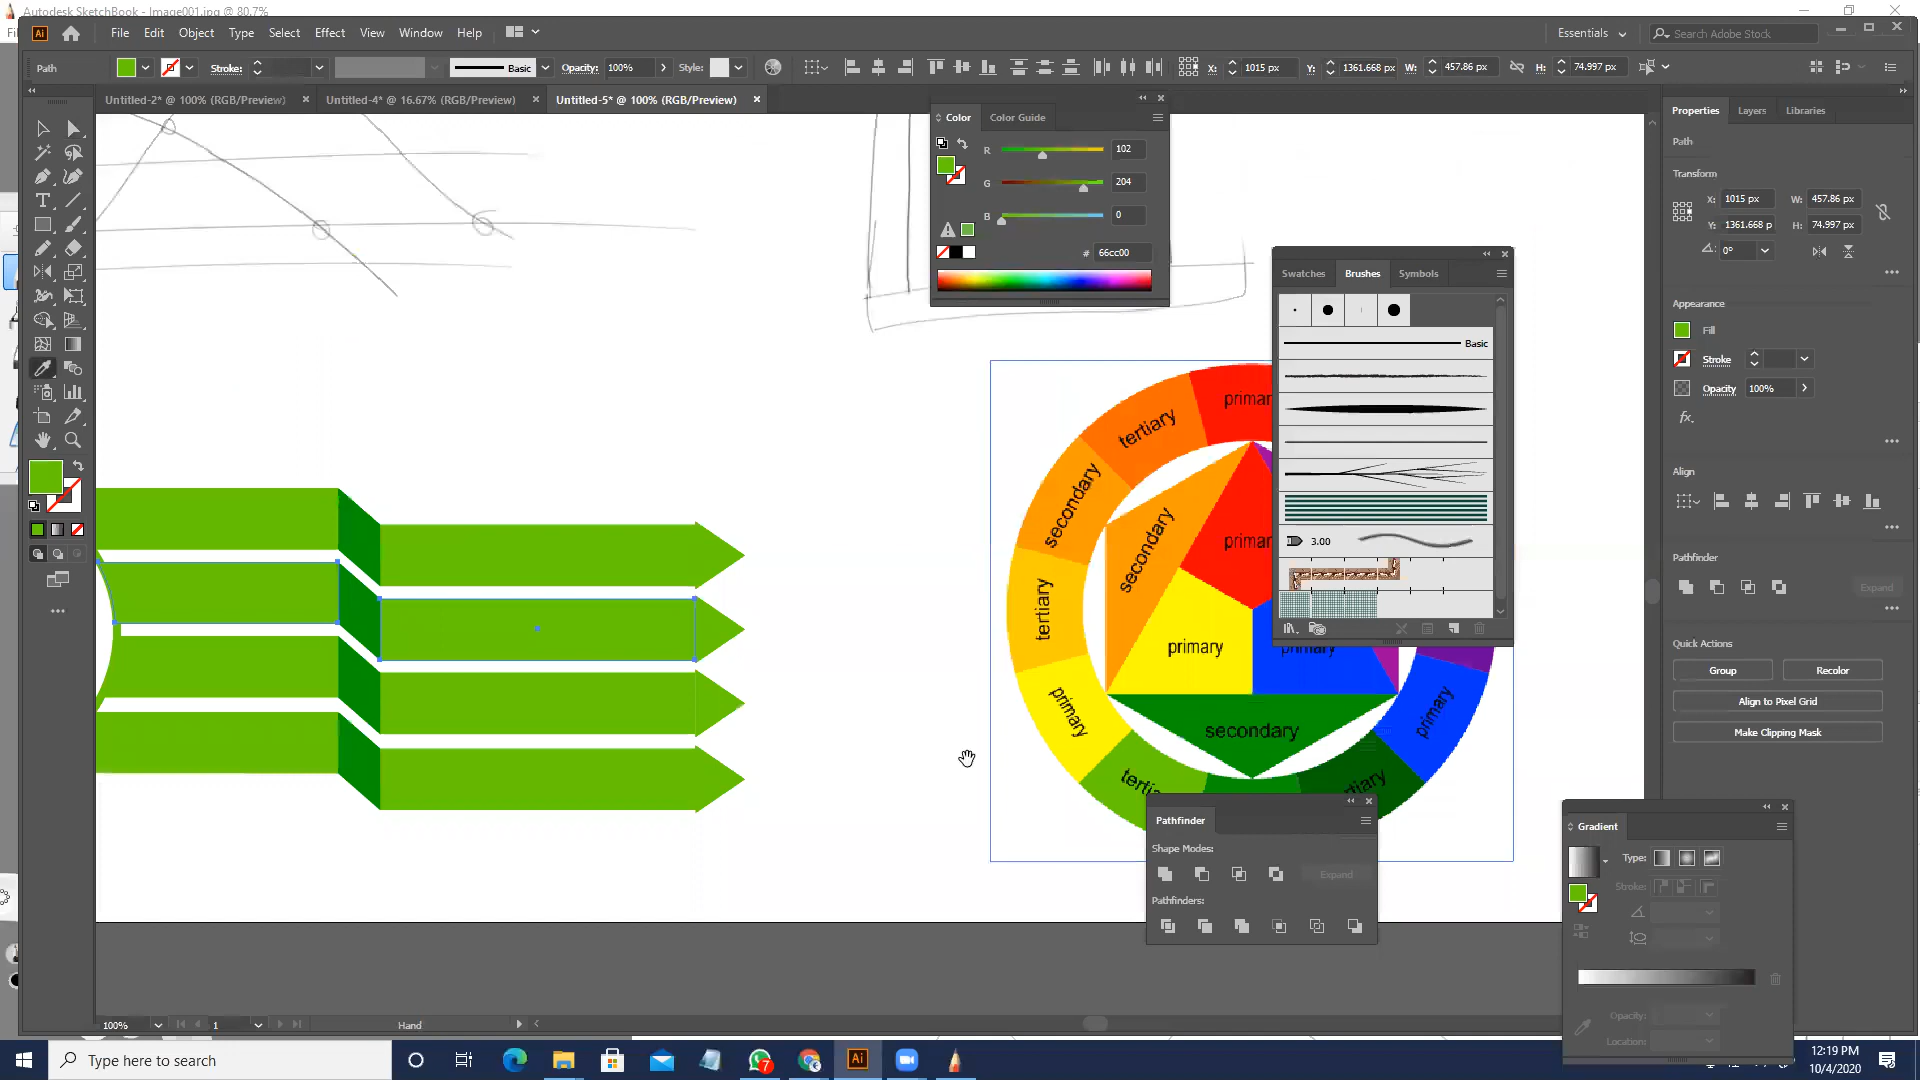 Autodesk SketchBook - Image001.jpg @ 80.7%
Ai File Edit Object Type Select Effect View Window Help Essentials Search Adobe Stock
Path Stroke: Basic Opacity: 100% Style: X: 1015 px Y: 1361.668 px W: 457.86 px H: 74.997 px
Untitled-2* @ 100% (RGB/Preview) Untitled-4* @ 16.67% (RGB/Preview) Untitled-5* @ 100% (RGB/Preview)
Color Color Guide
R 102
G 204
B 0
# 66cc00
Swatches Brushes Symbols
Basic
3.00
Properties Layers Libraries
Path
Transform
X: 1015 px W: 457.86 px
Y: 1361.668 p H: 74.997 px
0°
Appearance
Fill
Stroke
Opacity 100%
fx
Align
Pathfinder
Expand
Quick Actions
Group Recolor
Align to Pixel Grid
Make Clipping Mask
tertiary
secondary
tertiary
primary
secondary
primary
secondary
primary
primary
Pathfinder
Shape Modes:
Expand
Pathfinders:
Gradient
Type:
Stroke:
Opacity:
Location:
100% 1 Hand
Type here to search
7
Ai
12:19 PM
10/4/2020